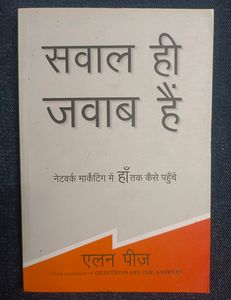 सवाल ही
जवाब हैं
नेटवर्क मार्केटिंग में हाँ तक कैसे पहुँचें
एलन पीज़
Hindi translation of QUESTIONS ARE THE ANSWERS